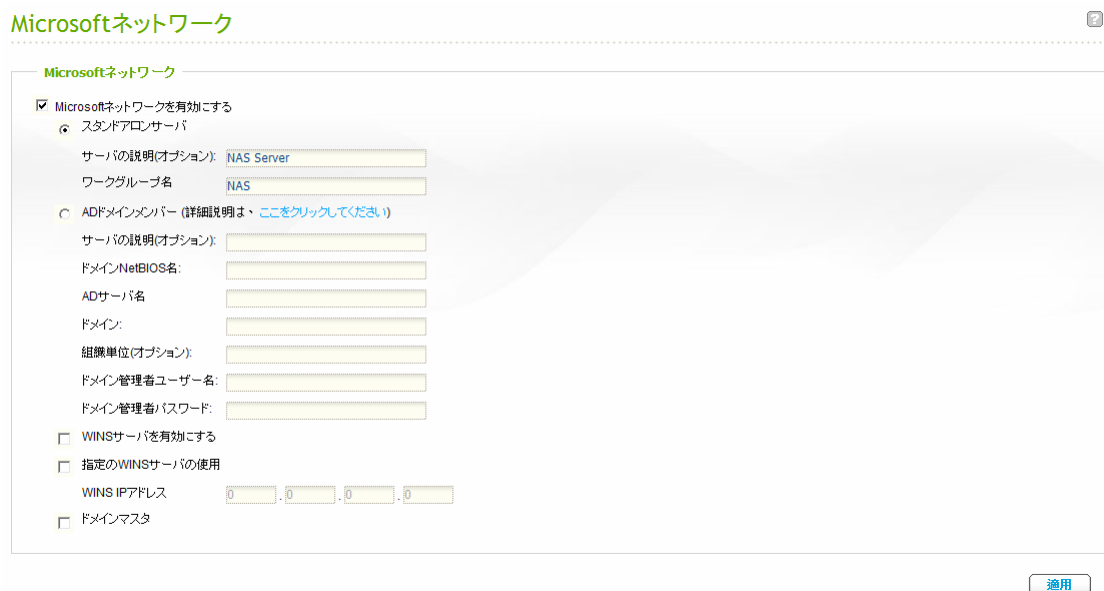 Microsoftネットワーク
?
Microsoftネットワーク
Microsoftネットワークを有効にする
スタンドアロンサーバ
サーバの説明(オプション): NAS Server
ワークグループ名 NAS
ADドメインメンバー (詳細説明は、ここをクリックしてください)
サーバの説明(オプション):
ドメインNetBIOS名:
ADサーバ名
ドメイン:
組織単位(オプション):
ドメイン管理者ユーザー名:
ドメイン管理者パスワード:
WINSサーバを有効にする
指定のWINSサーバの使用
WINS IPアドレス 0 . 0 . 0 . 0
ドメインマスタ
適用